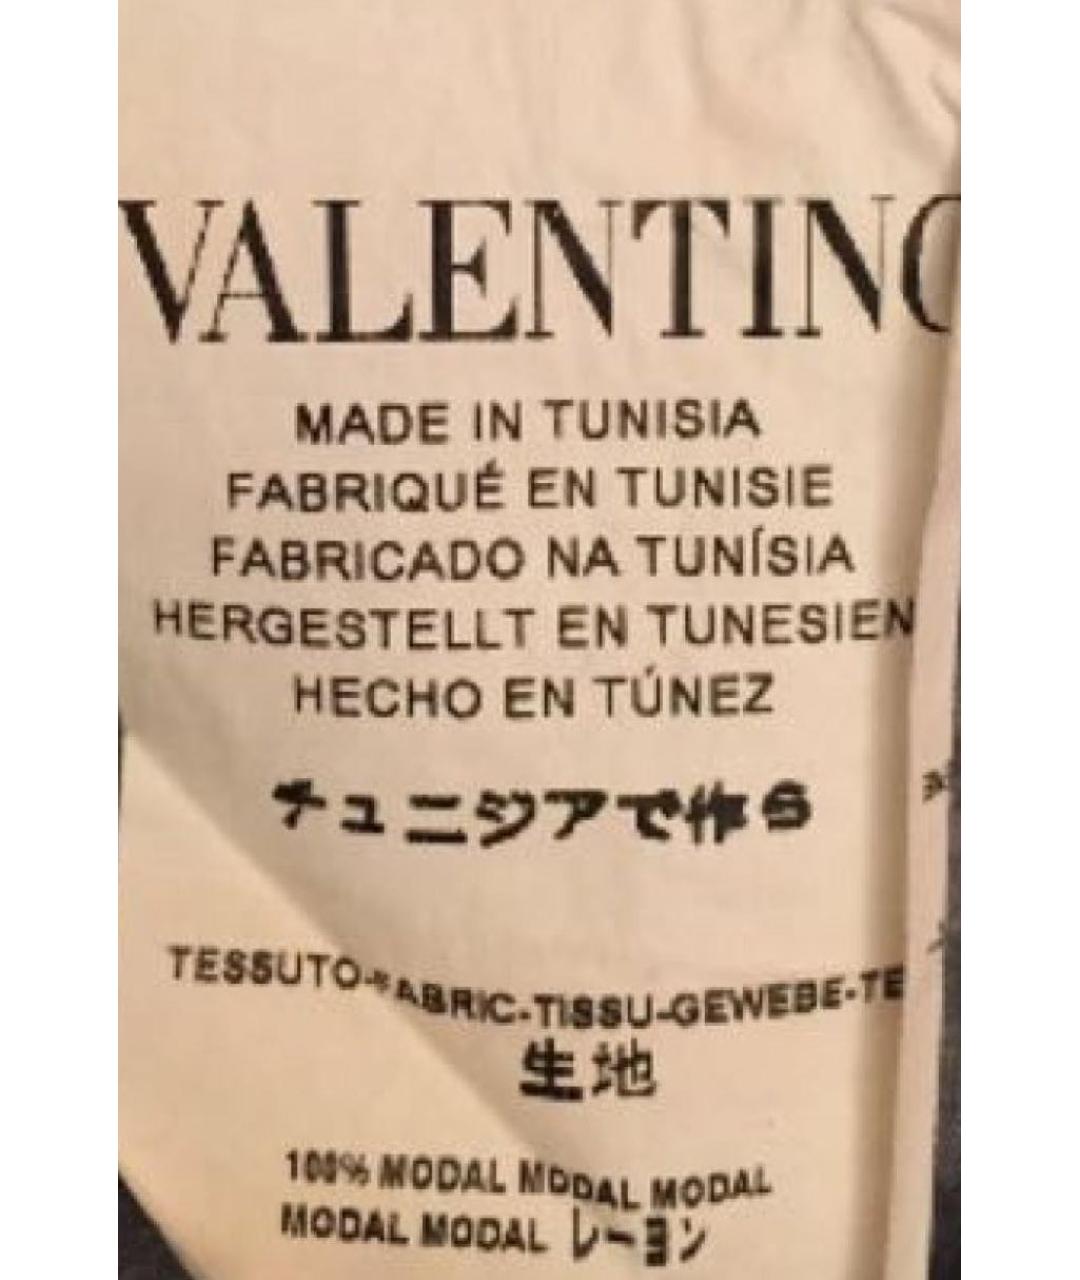 VALENTINO
MADE IN TUNISIA
FABRIQUÉ EN TUNISIE
FABRICADO NA TUNÍSIA
HERGESTELLT EN TUNESIEN
HECHO EN TÚNEZ
チュニジアで作ら
TESSUTO-FABRIC-TISSU-GEWEBE-TE
生地
100% MODAL MODAL MODAL
MODAL MODAL レーヨン